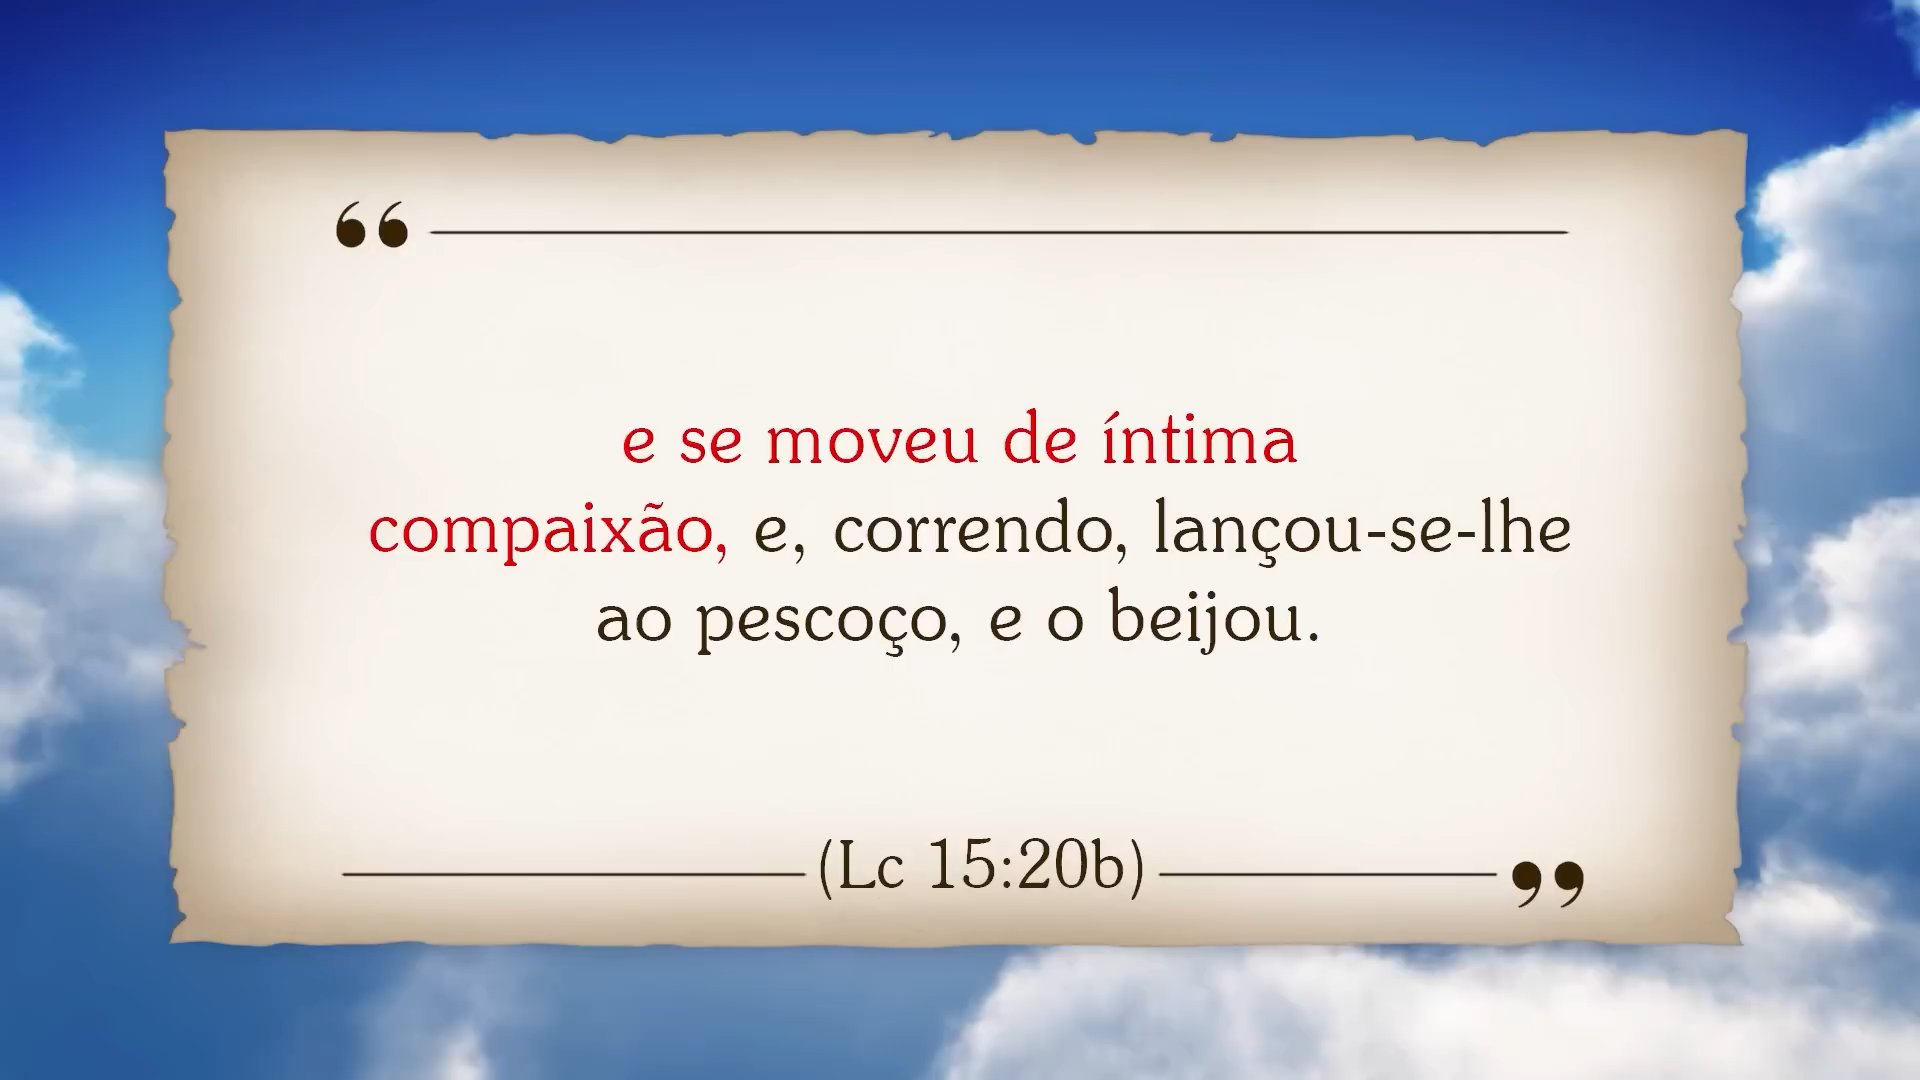 “
e se moveu de íntima
compaixão, e, correndo, lançou-se-lhe
ao pescoço, e o beijou.
(Lc 15:20b)
”